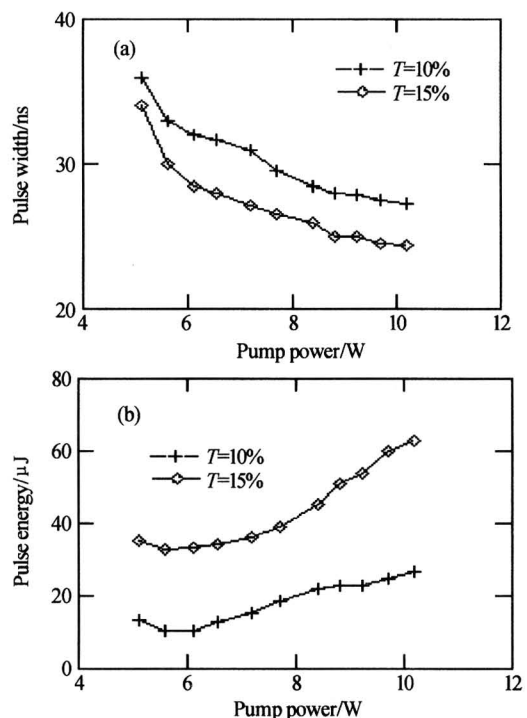 40
(a)
T=10%
T=15%
Pulse width/ns
30
20
4 6 8 10 12
Pump power/W
80
(b)
60
T=10%
T=15%
Pulse energy/μJ
40
20
0
4 6 8 10 12
Pump power/W